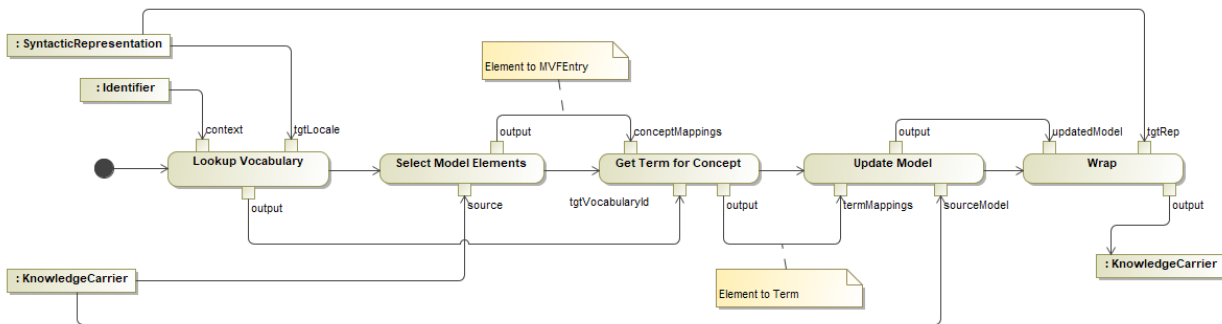 : SyntacticRepresentation
Element to MVFEntry
: Identifier
context
tgtLocale
output
conceptMappings
output
updatedModel
tgtRep
Lookup Vocabulary
Select Model Elements
Get Term for Concept
Update Model
Wrap
output
source
tgtVocabularyId
output
termMappings
sourceModel
output
: KnowledgeCarrier
: KnowledgeCarrier
Element to Term